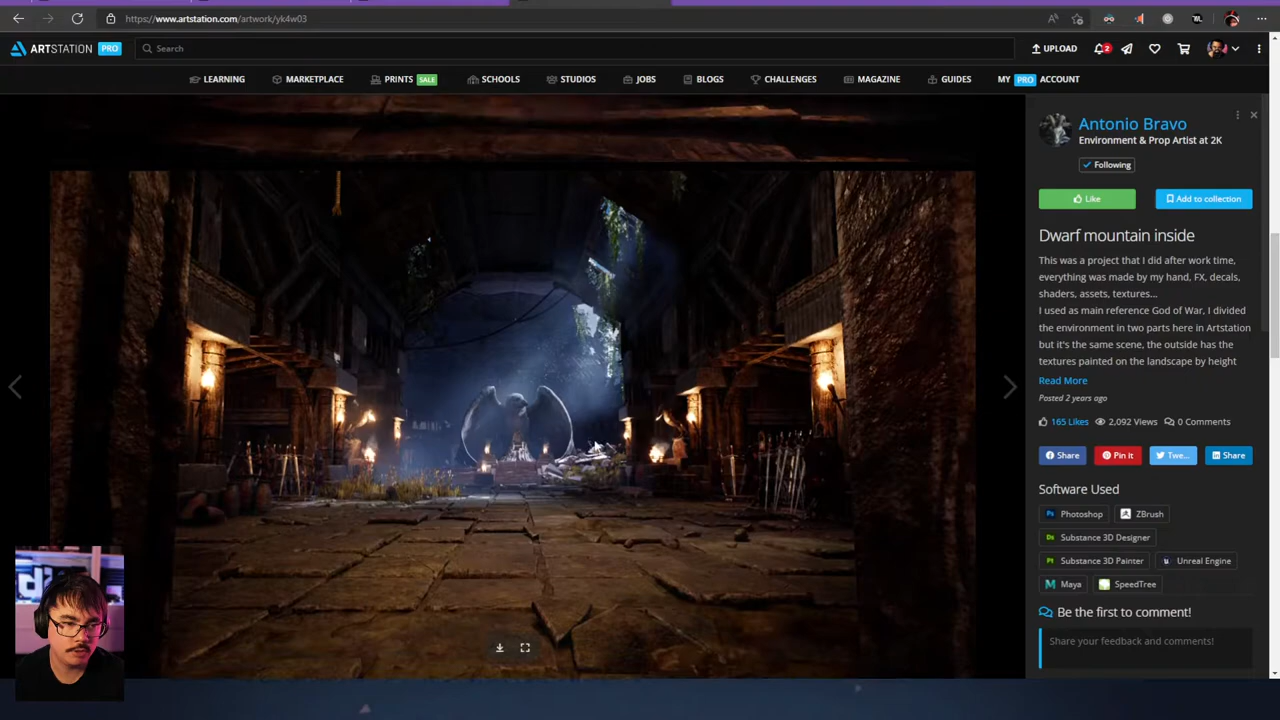 https://www.artstation.com/artwork/yk4w03
ARTSTATION PRO
Search
UPLOAD
2
LEARNING
MARKETPLACE
PRINTS SALE
SCHOOLS
STUDIOS
JOBS
BLOGS
CHALLENGES
MAGAZINE
GUIDES
MY PRO ACCOUNT
Antonio Bravo
Environment & Prop Artist at 2K
Following
Like
Add to collection
Dwarf mountain inside
This was a project that I did after work time,
everything was made by my hand, FX, decals,
shaders, assets, textures...
I used as main reference God of War, I divided
the environment in two parts here in Artstation
but it's the same scene, the outside has the
textures painted on the landscape by height
Read More
Posted 2 years ago
165 Likes 2,092 Views 0 Comments
Share
Pin it
Twe...
Share
Software Used
Ps Photoshop
ZBrush
Ds Substance 3D Designer
Pt Substance 3D Painter
Unreal Engine
Maya
SpeedTree
Be the first to comment!
Share your feedback and comments!